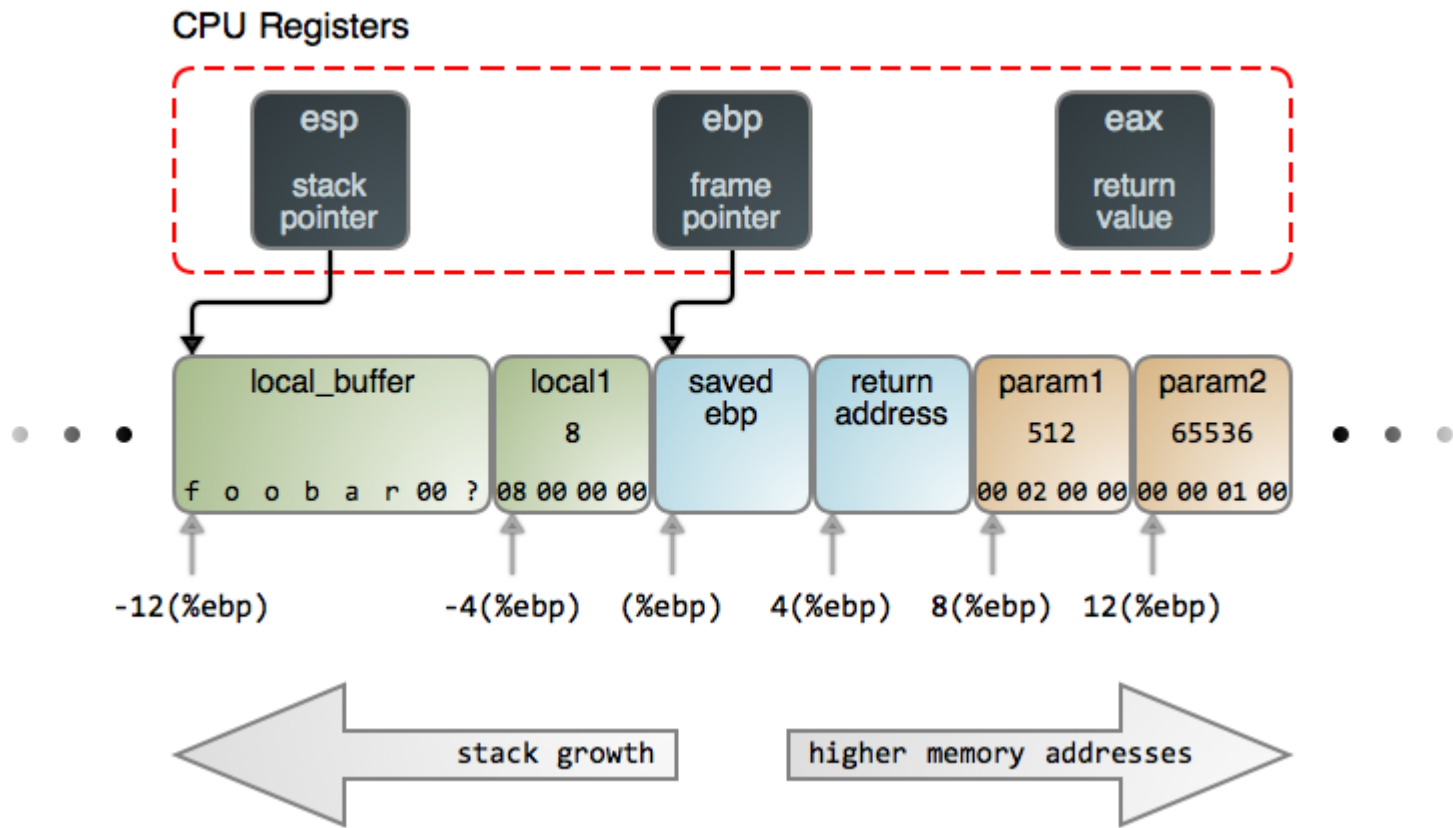 CPU Registers
esp
stack
pointer
ebp
frame
pointer
eax
return
value
local_buffer
f o o b a r 00 ?
local1
8
08 00 00 00
saved
ebp
return
address
param1
512
00 02 00 00
param2
65536
00 00 01 00
-12(%ebp)
-4(%ebp)
(%ebp)
4(%ebp)
8(%ebp)
12(%ebp)
stack growth
higher memory addresses